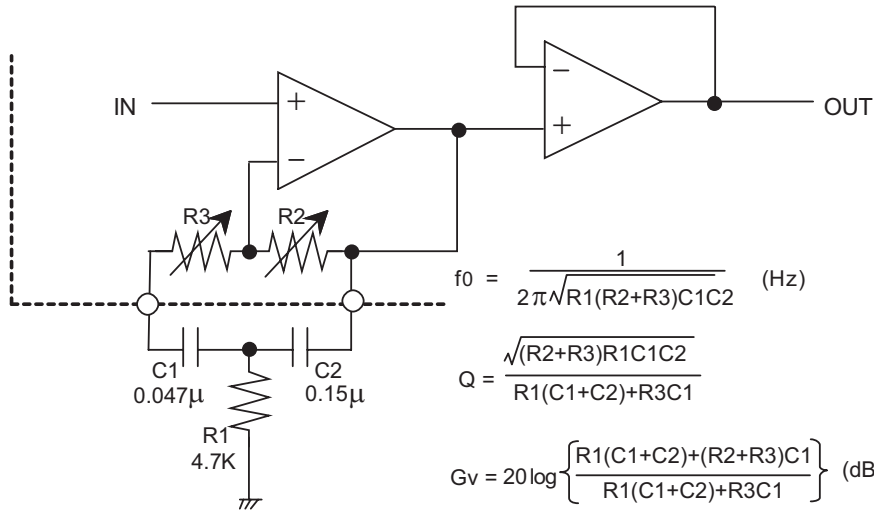 IN
+
−
−
+
OUT
R3
R2
f0 = 1 / 2π√R1(R2+R3)C1C2 (Hz)
C1
0.047μ
C2
0.15μ
Q = √(R2+R3)R1C1C2 / R1(C1+C2)+R3C1
R1
4.7K
Gv = 20log{R1(C1+C2)+(R2+R3)C1 / R1(C1+C2)+R3C1} (dB